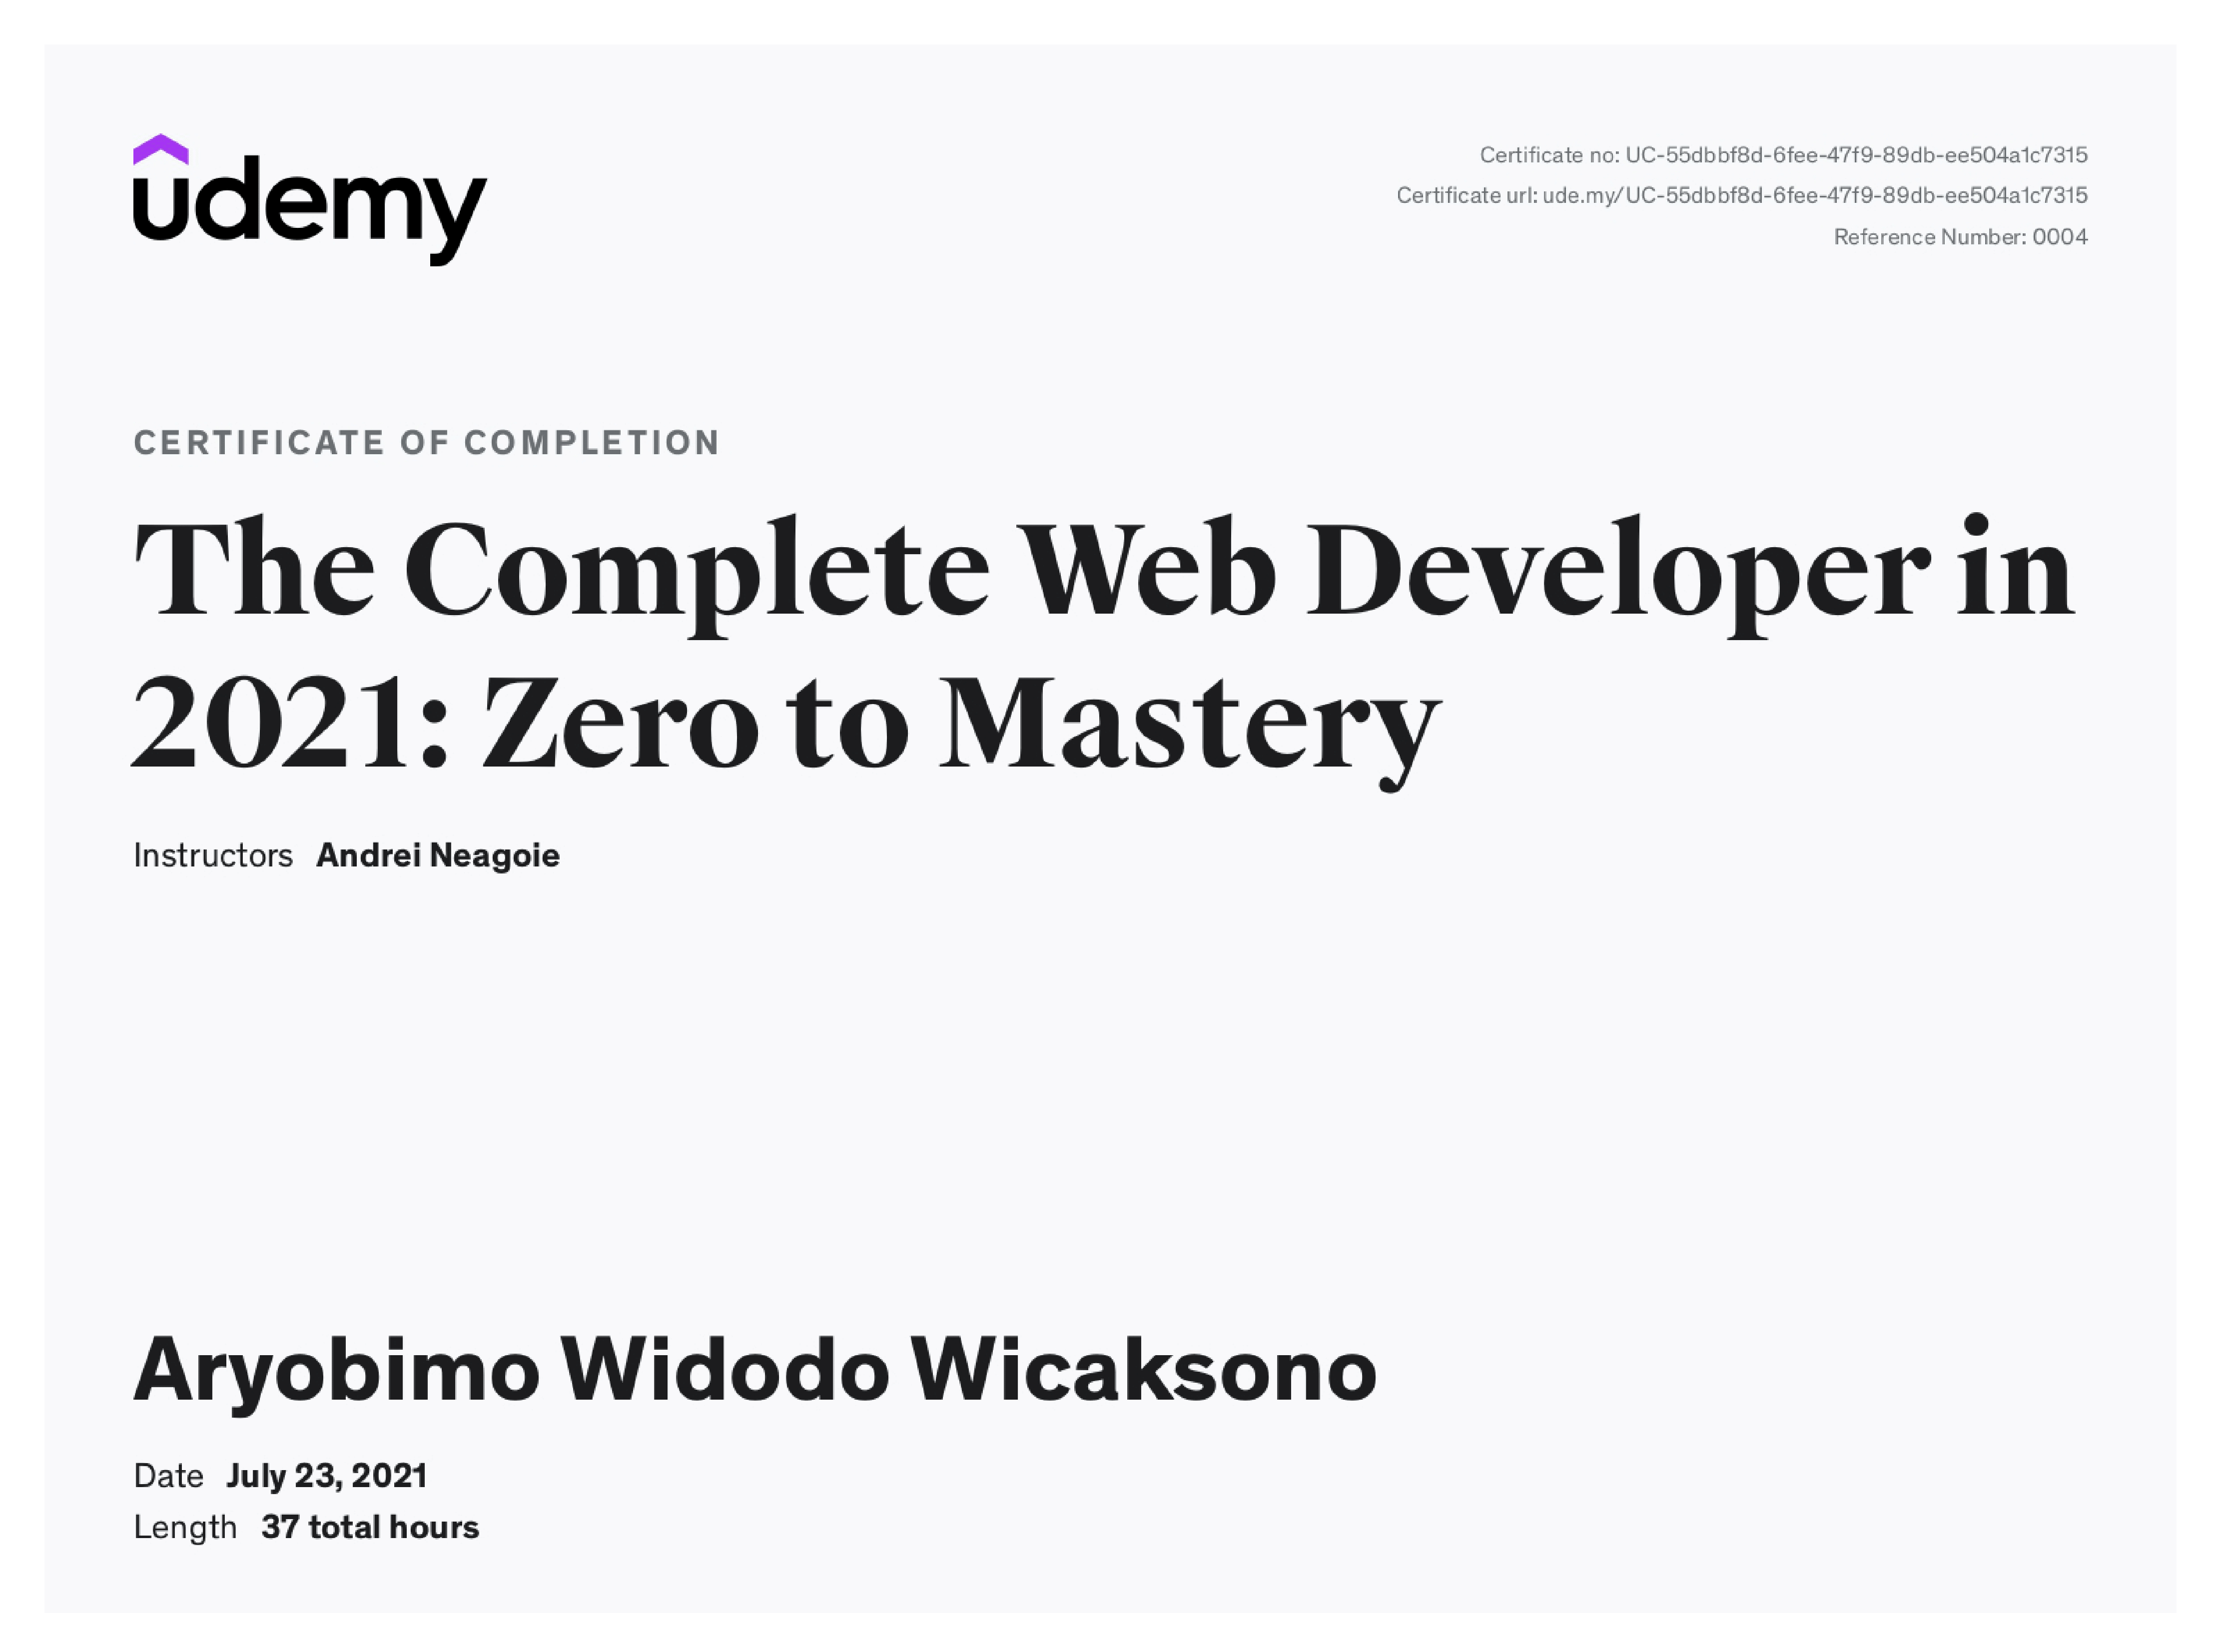 udemy
Certificate no: UC-55dbbf8d-6fee-47f9-89db-ee504a1c7315
Certificate url: ude.my/UC-55dbbf8d-6fee-47f9-89db-ee504a1c7315
Reference Number: 0004
CERTIFICATE OF COMPLETION
The Complete Web Developer in
2021: Zero to Mastery
Instructors Andrei Neagoie
Aryobimo Widodo Wicaksono
Date July 23, 2021
Length 37 total hours